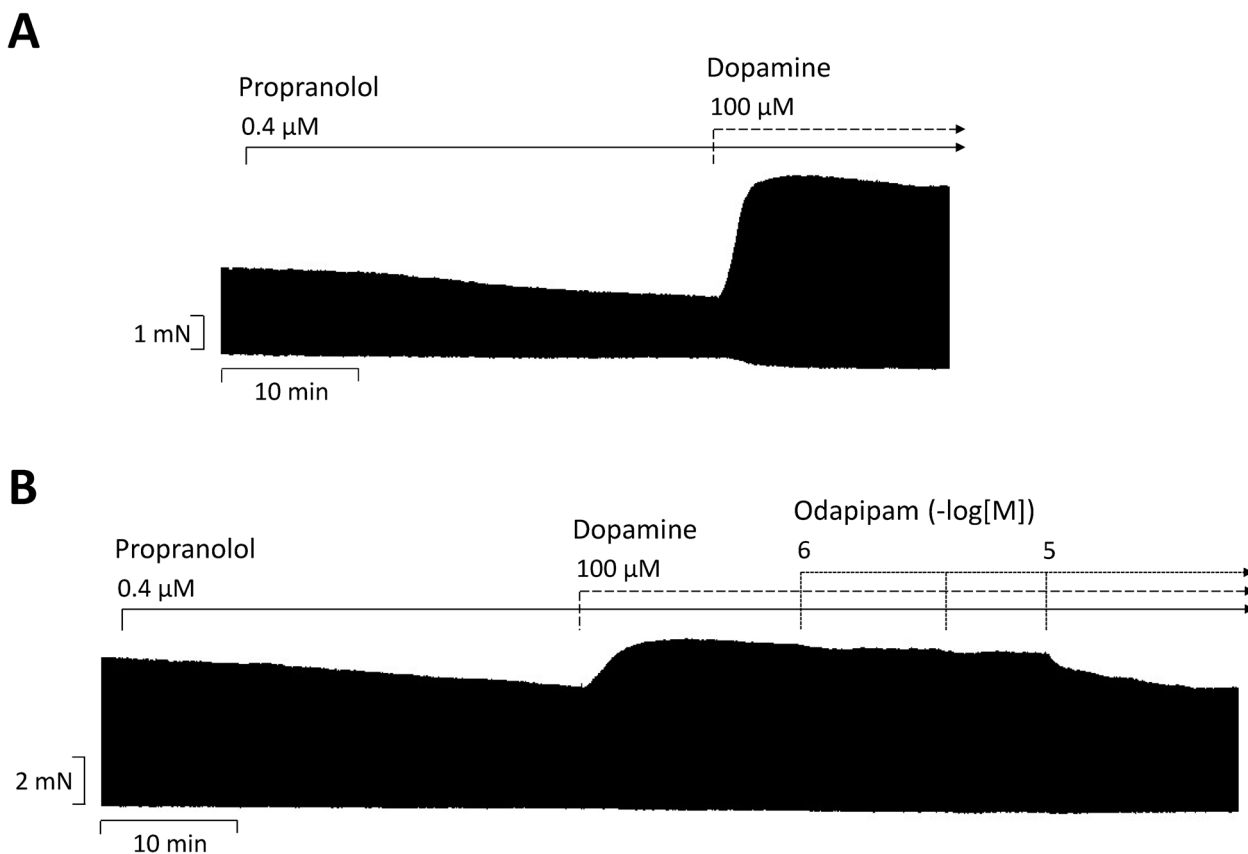 A
Dopamine
Propranolol
100 µM
0.4 µM
1 mN
10 min
B
Odapipam (-log[M])
Dopamine
Propranolol
6
5
100 µM
0.4 µM
2 mN
10 min